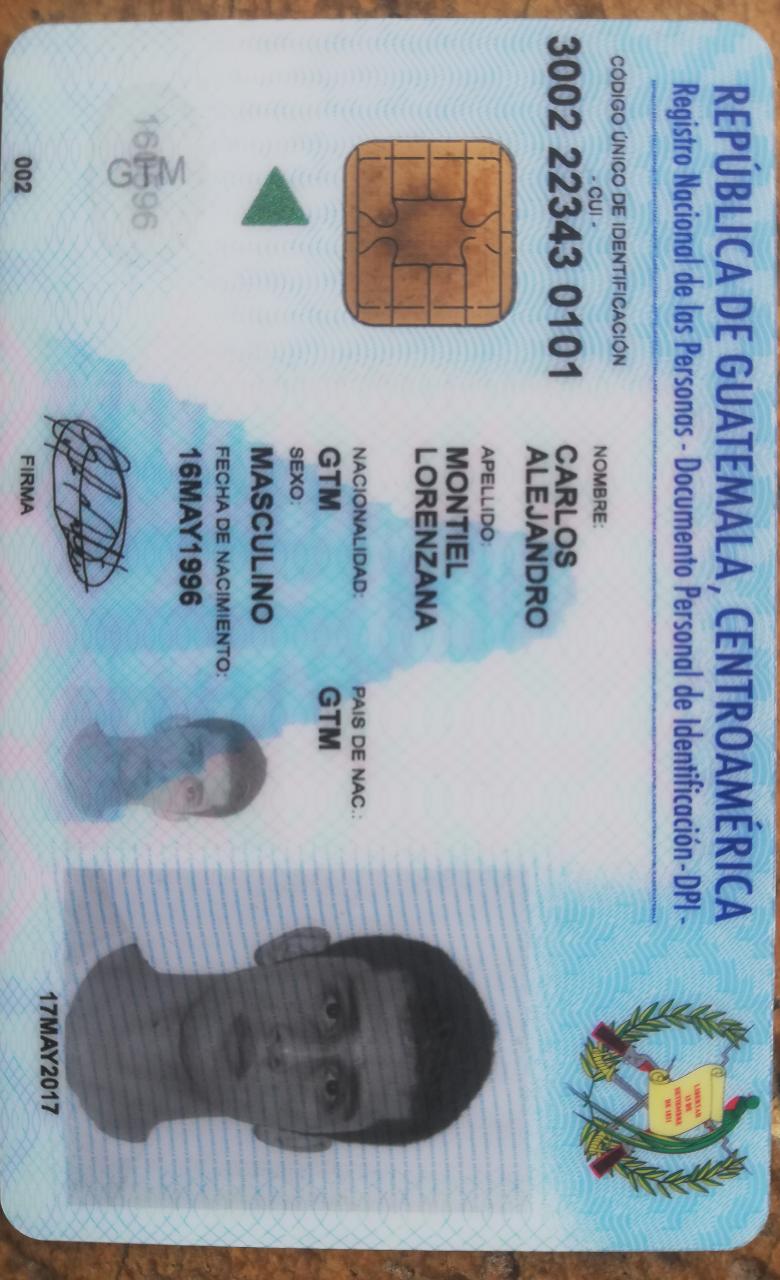 REPÚBLICA DE GUATEMALA, CENTROAMÉRICA
Registro Nacional de las Personas - Documento Personal de Identificación - DPI -
CÓDIGO ÚNICO DE IDENTIFICACIÓN
- CUI -
3002 22343 0101
NOMBRE:
CARLOS
ALEJANDRO
APELLIDO:
MONTIEL
LORENZANA
NACIONALIDAD:
GTM
PAIS DE NAC.:
GTM
SEXO:
MASCULINO
FECHA DE NACIMIENTO:
16MAY1996
FIRMA
002
17MAY2017
LIBERTAD
15 DE
SETIEMBRE
DE 1821
GTM